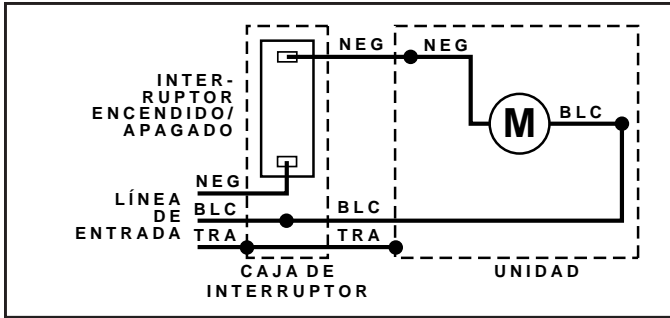 NEG NEG
INTER-
RUPTOR
ENCENDIDO/
APAGADO
M
BLC
NEG
LÍNEA
DE
ENTRADA
BLC BLC
TRA TRA
CAJA DE
INTERRUPTOR
UNIDAD